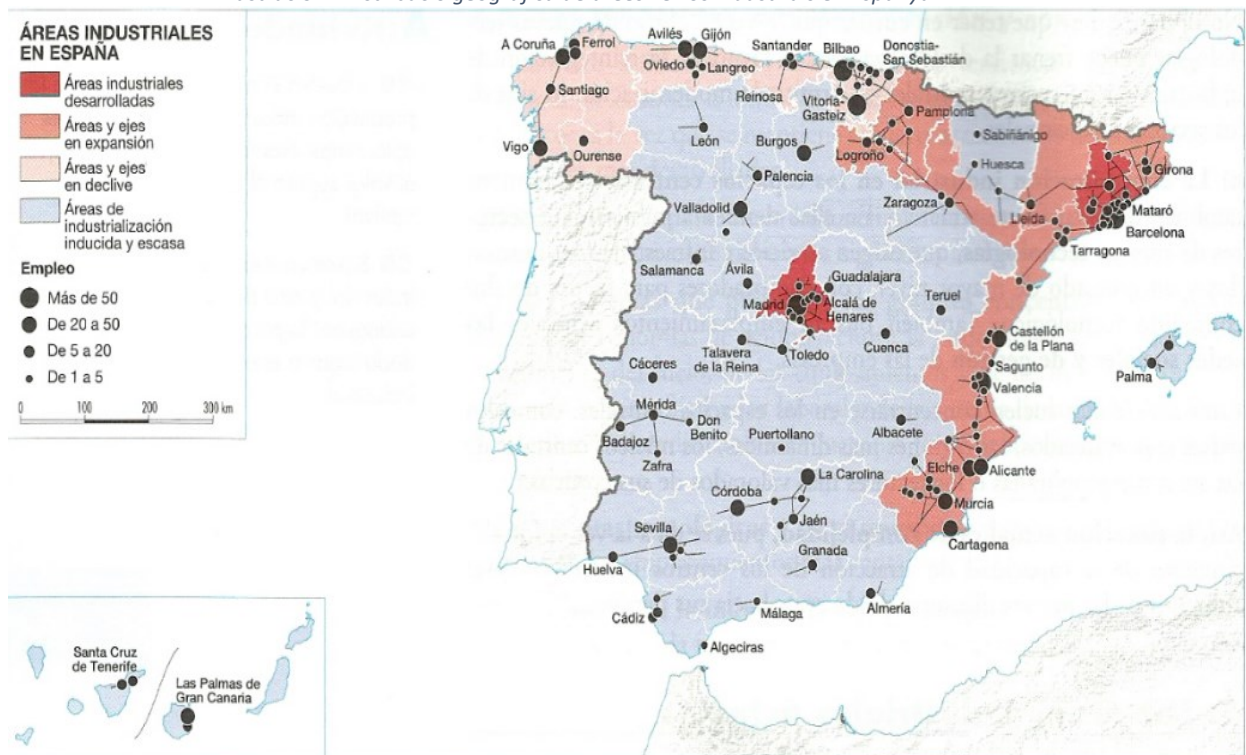 ÁREAS INDUSTRIALES
EN ESPAÑA
Áreas industriales
desarrolladas
Áreas y ejes
en expansión
Áreas y ejes
en declive
Áreas de
industrialización
inducida y escasa
Empleo
Más de 50
De 20 a 50
De 5 a 20
De 1 a 5
0 100 200 300 km
A Coruña
Ferrol
Avilés
Gijón
Santander
Bilbao
Donostia-
San Sebastián
Oviedo
Langreo
Santiago
Reinosa
Vitoria-
Gasteiz
Pamplona
León
Burgos
Sabiñánigo
Vigo
Ourense
Logroño
Huesca
Girona
Palencia
Zaragoza
Lleida
Mataró
Valladolid
Barcelona
Tarragona
Salamanca
Ávila
Guadalajara
Madrid
Alcalá de
Henares
Teruel
Castellón
de la Plana
Talavera
de la Reina
Toledo
Cuenca
Sagunto
Cáceres
Valencia
Palma
Mérida
Don
Benito
Puertollano
Albacete
Badajoz
Zafra
Elche
Alicante
La Carolina
Córdoba
Murcia
Jaén
Sevilla
Cartagena
Granada
Huelva
Cádiz
Málaga
Almería
Algeciras
Santa Cruz
de Tenerife
Las Palmas de
Gran Canaria